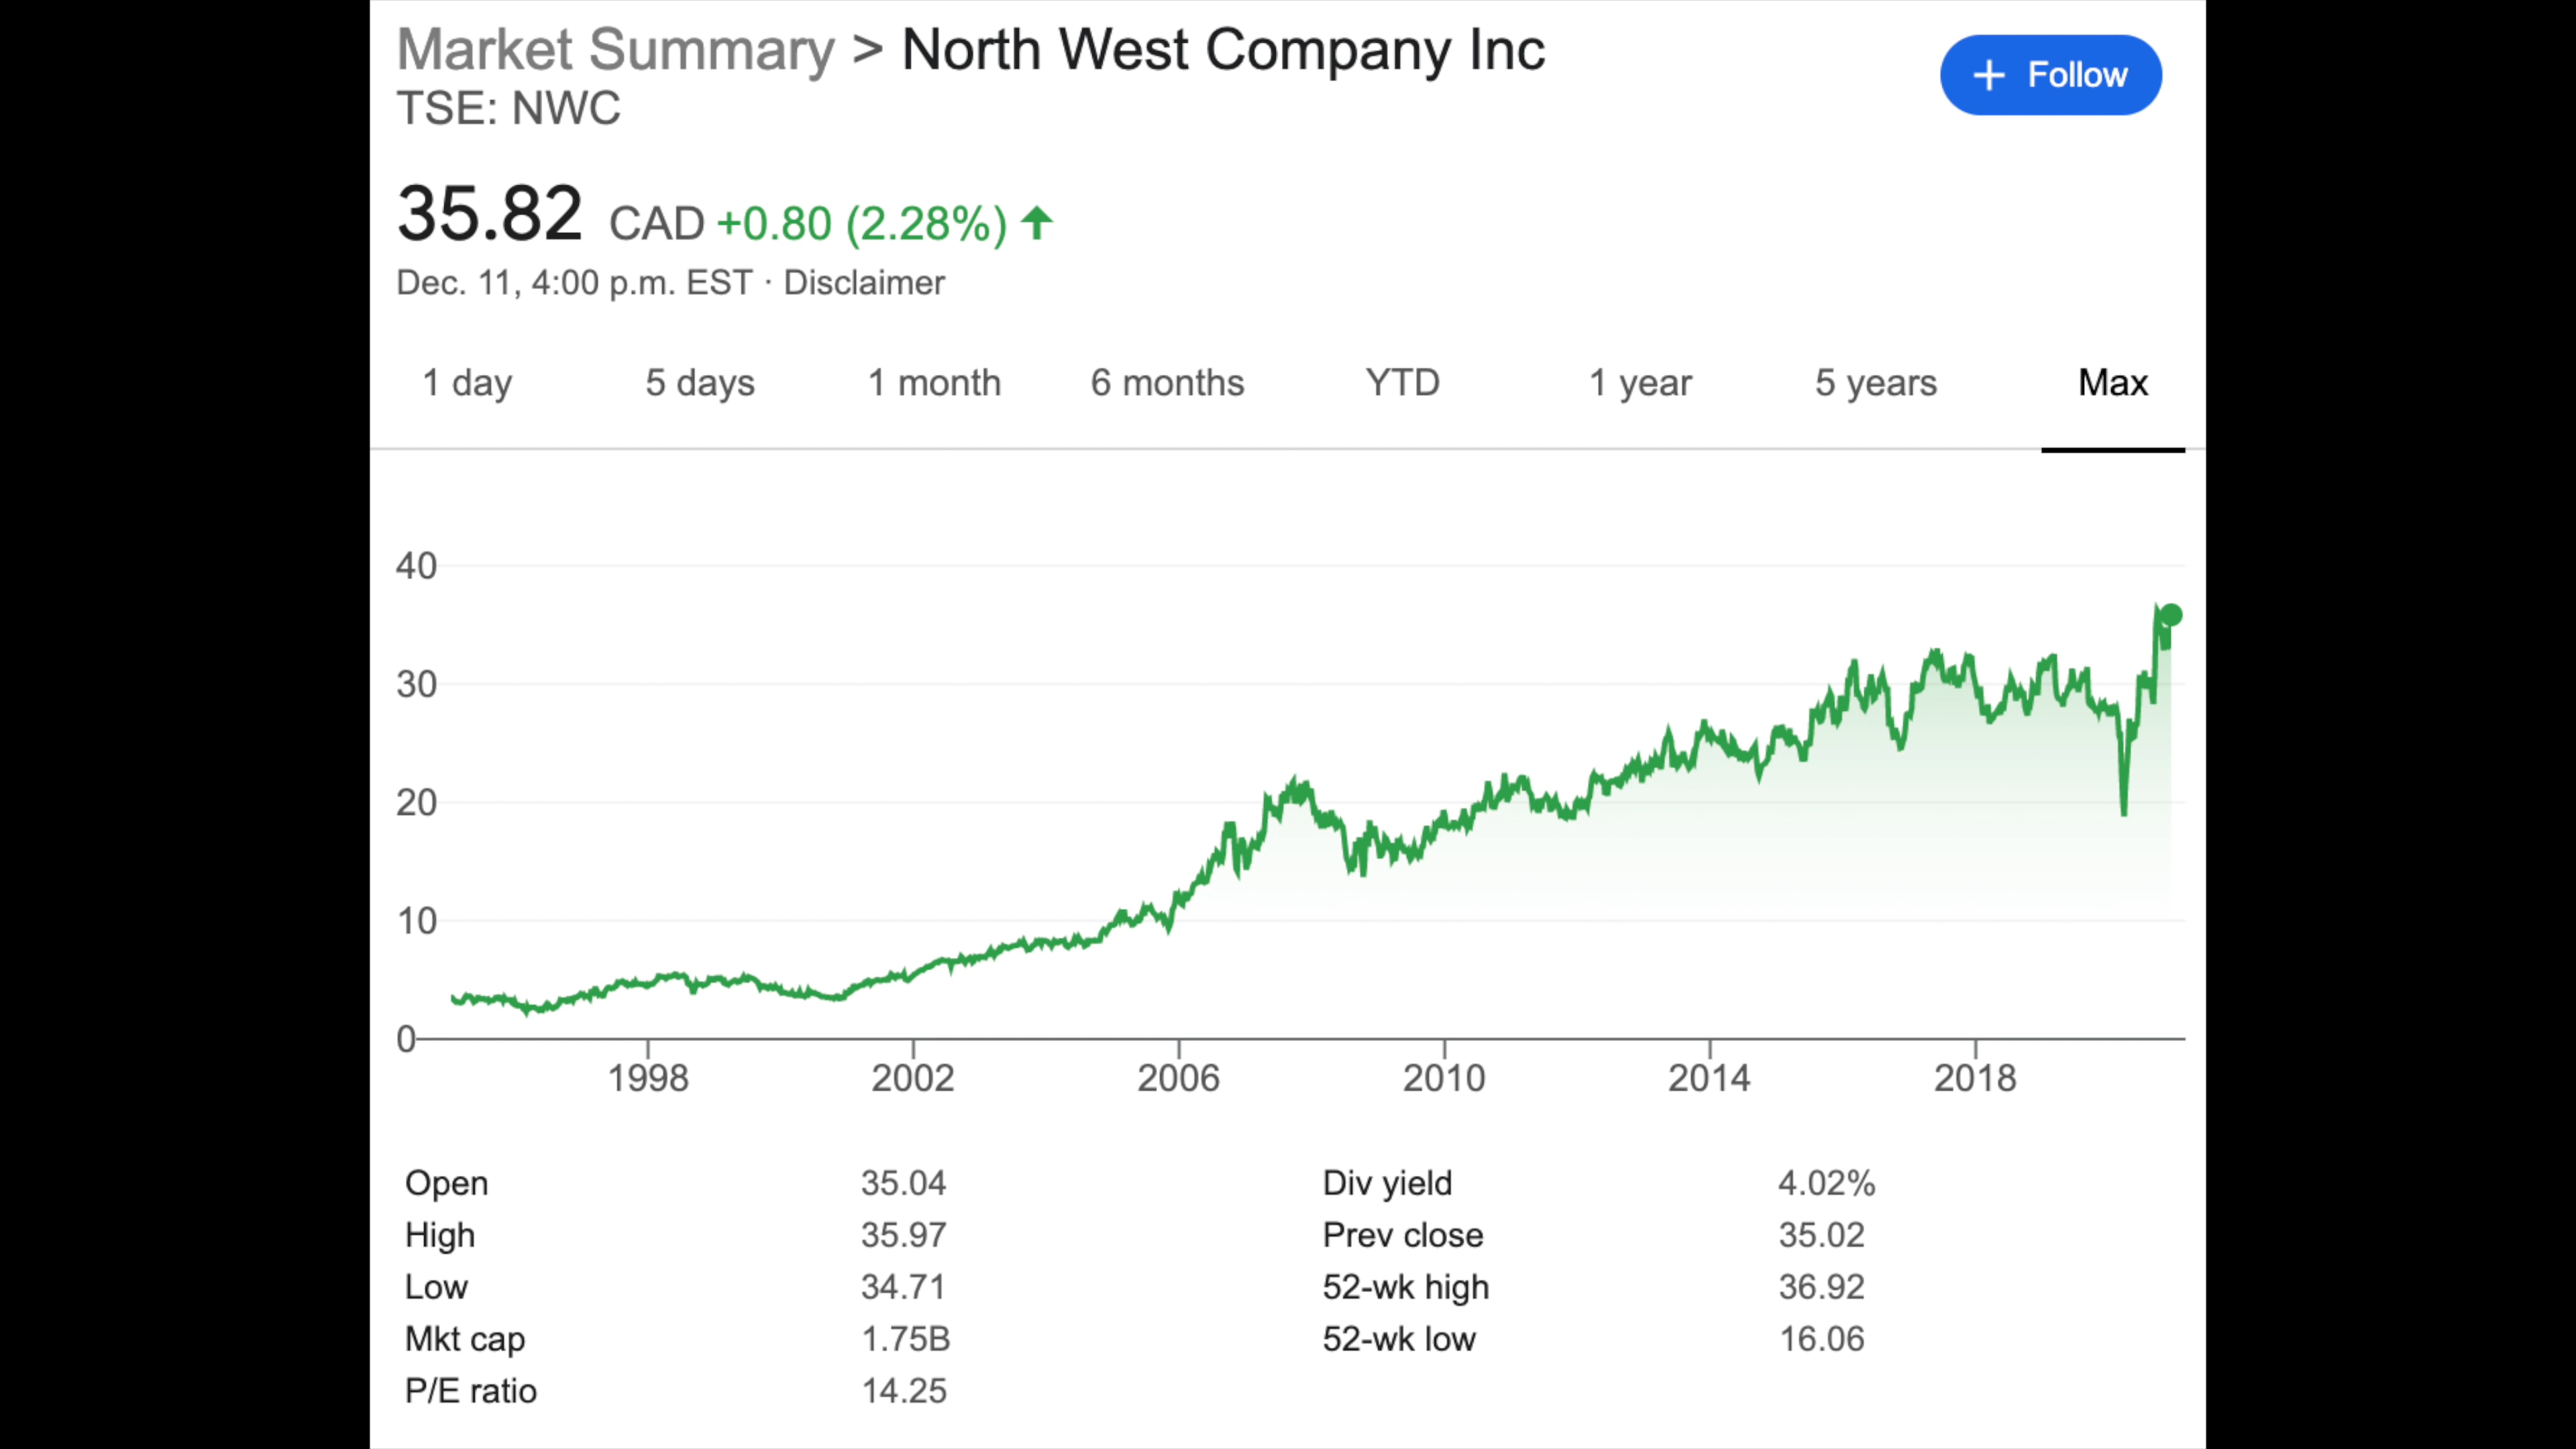 Market Summary > North West Company Inc
+ Follow
TSE: NWC
35.82 CAD +0.80 (2.28%)
Dec. 11, 4:00 p.m. EST · Disclaimer
1 day 5 days 1 month 6 months YTD 1 year 5 years Max
40
30
20
10
0
1998 2002 2006 2010 2014 2018
Open 35.04 Div yield 4.02%
High 35.97 Prev close 35.02
Low 34.71 52-wk high 36.92
Mkt cap 1.75B 52-wk low 16.06
P/E ratio 14.25